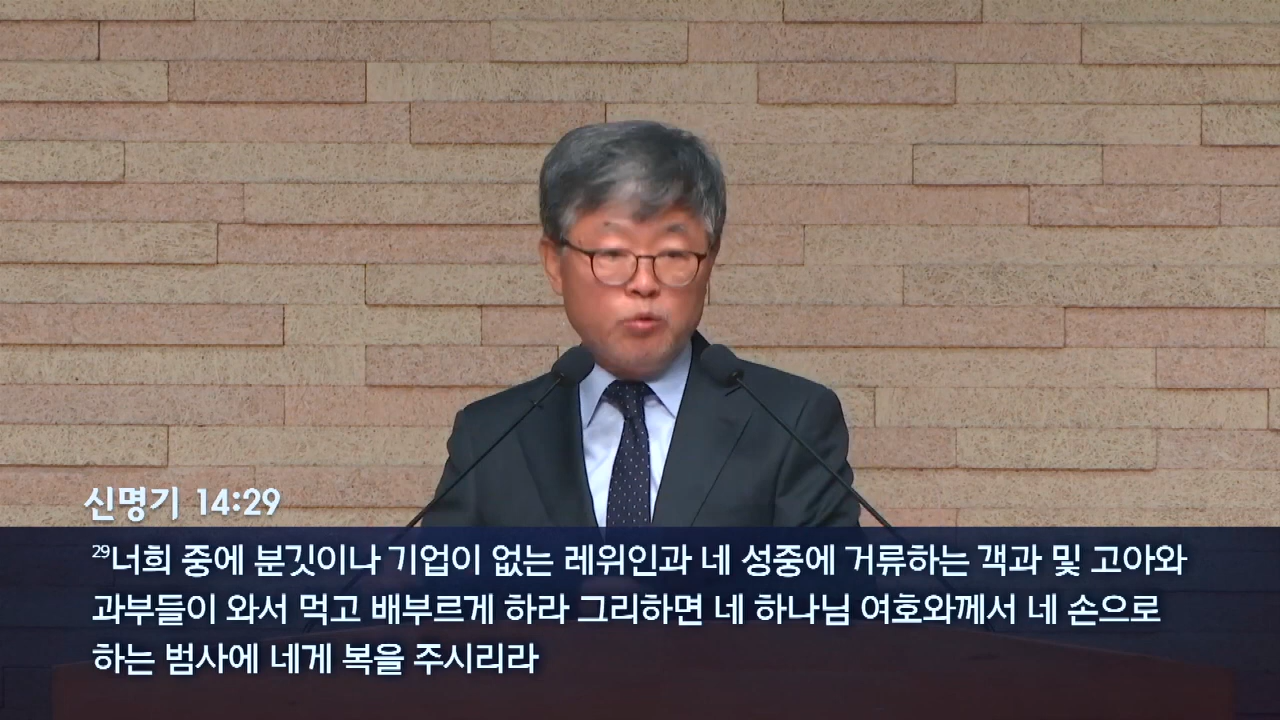 신명기 14:29
29너희 중에 분깃이나 기업이 없는 레위인과 네 성중에 거류하는 객과 및 고아와
과부들이 와서 먹고 배부르게 하라 그리하면 네 하나님 여호와께서 네 손으로
하는 범사에 네게 복을 주시리라